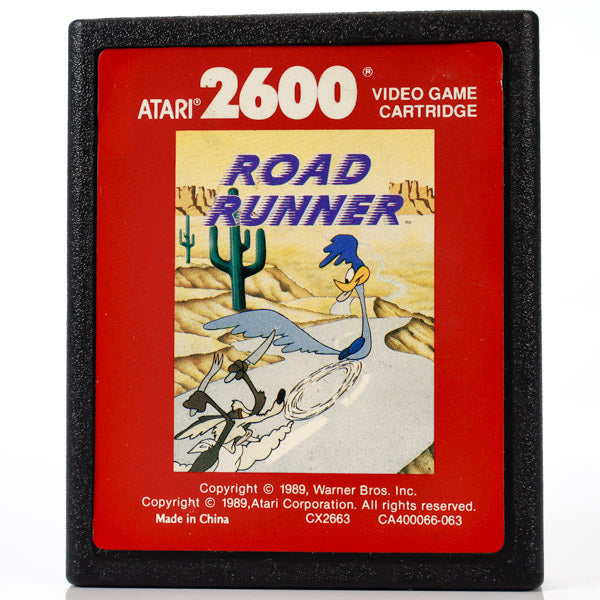 ATARI® 2600® VIDEO GAME
CARTRIDGE
ROAD
RUNNER™
Copyright © 1989, Warner Bros. Inc.
Copyright © 1989,Atari Corporation. All rights reserved.
Made in China CX2663 CA400066-063